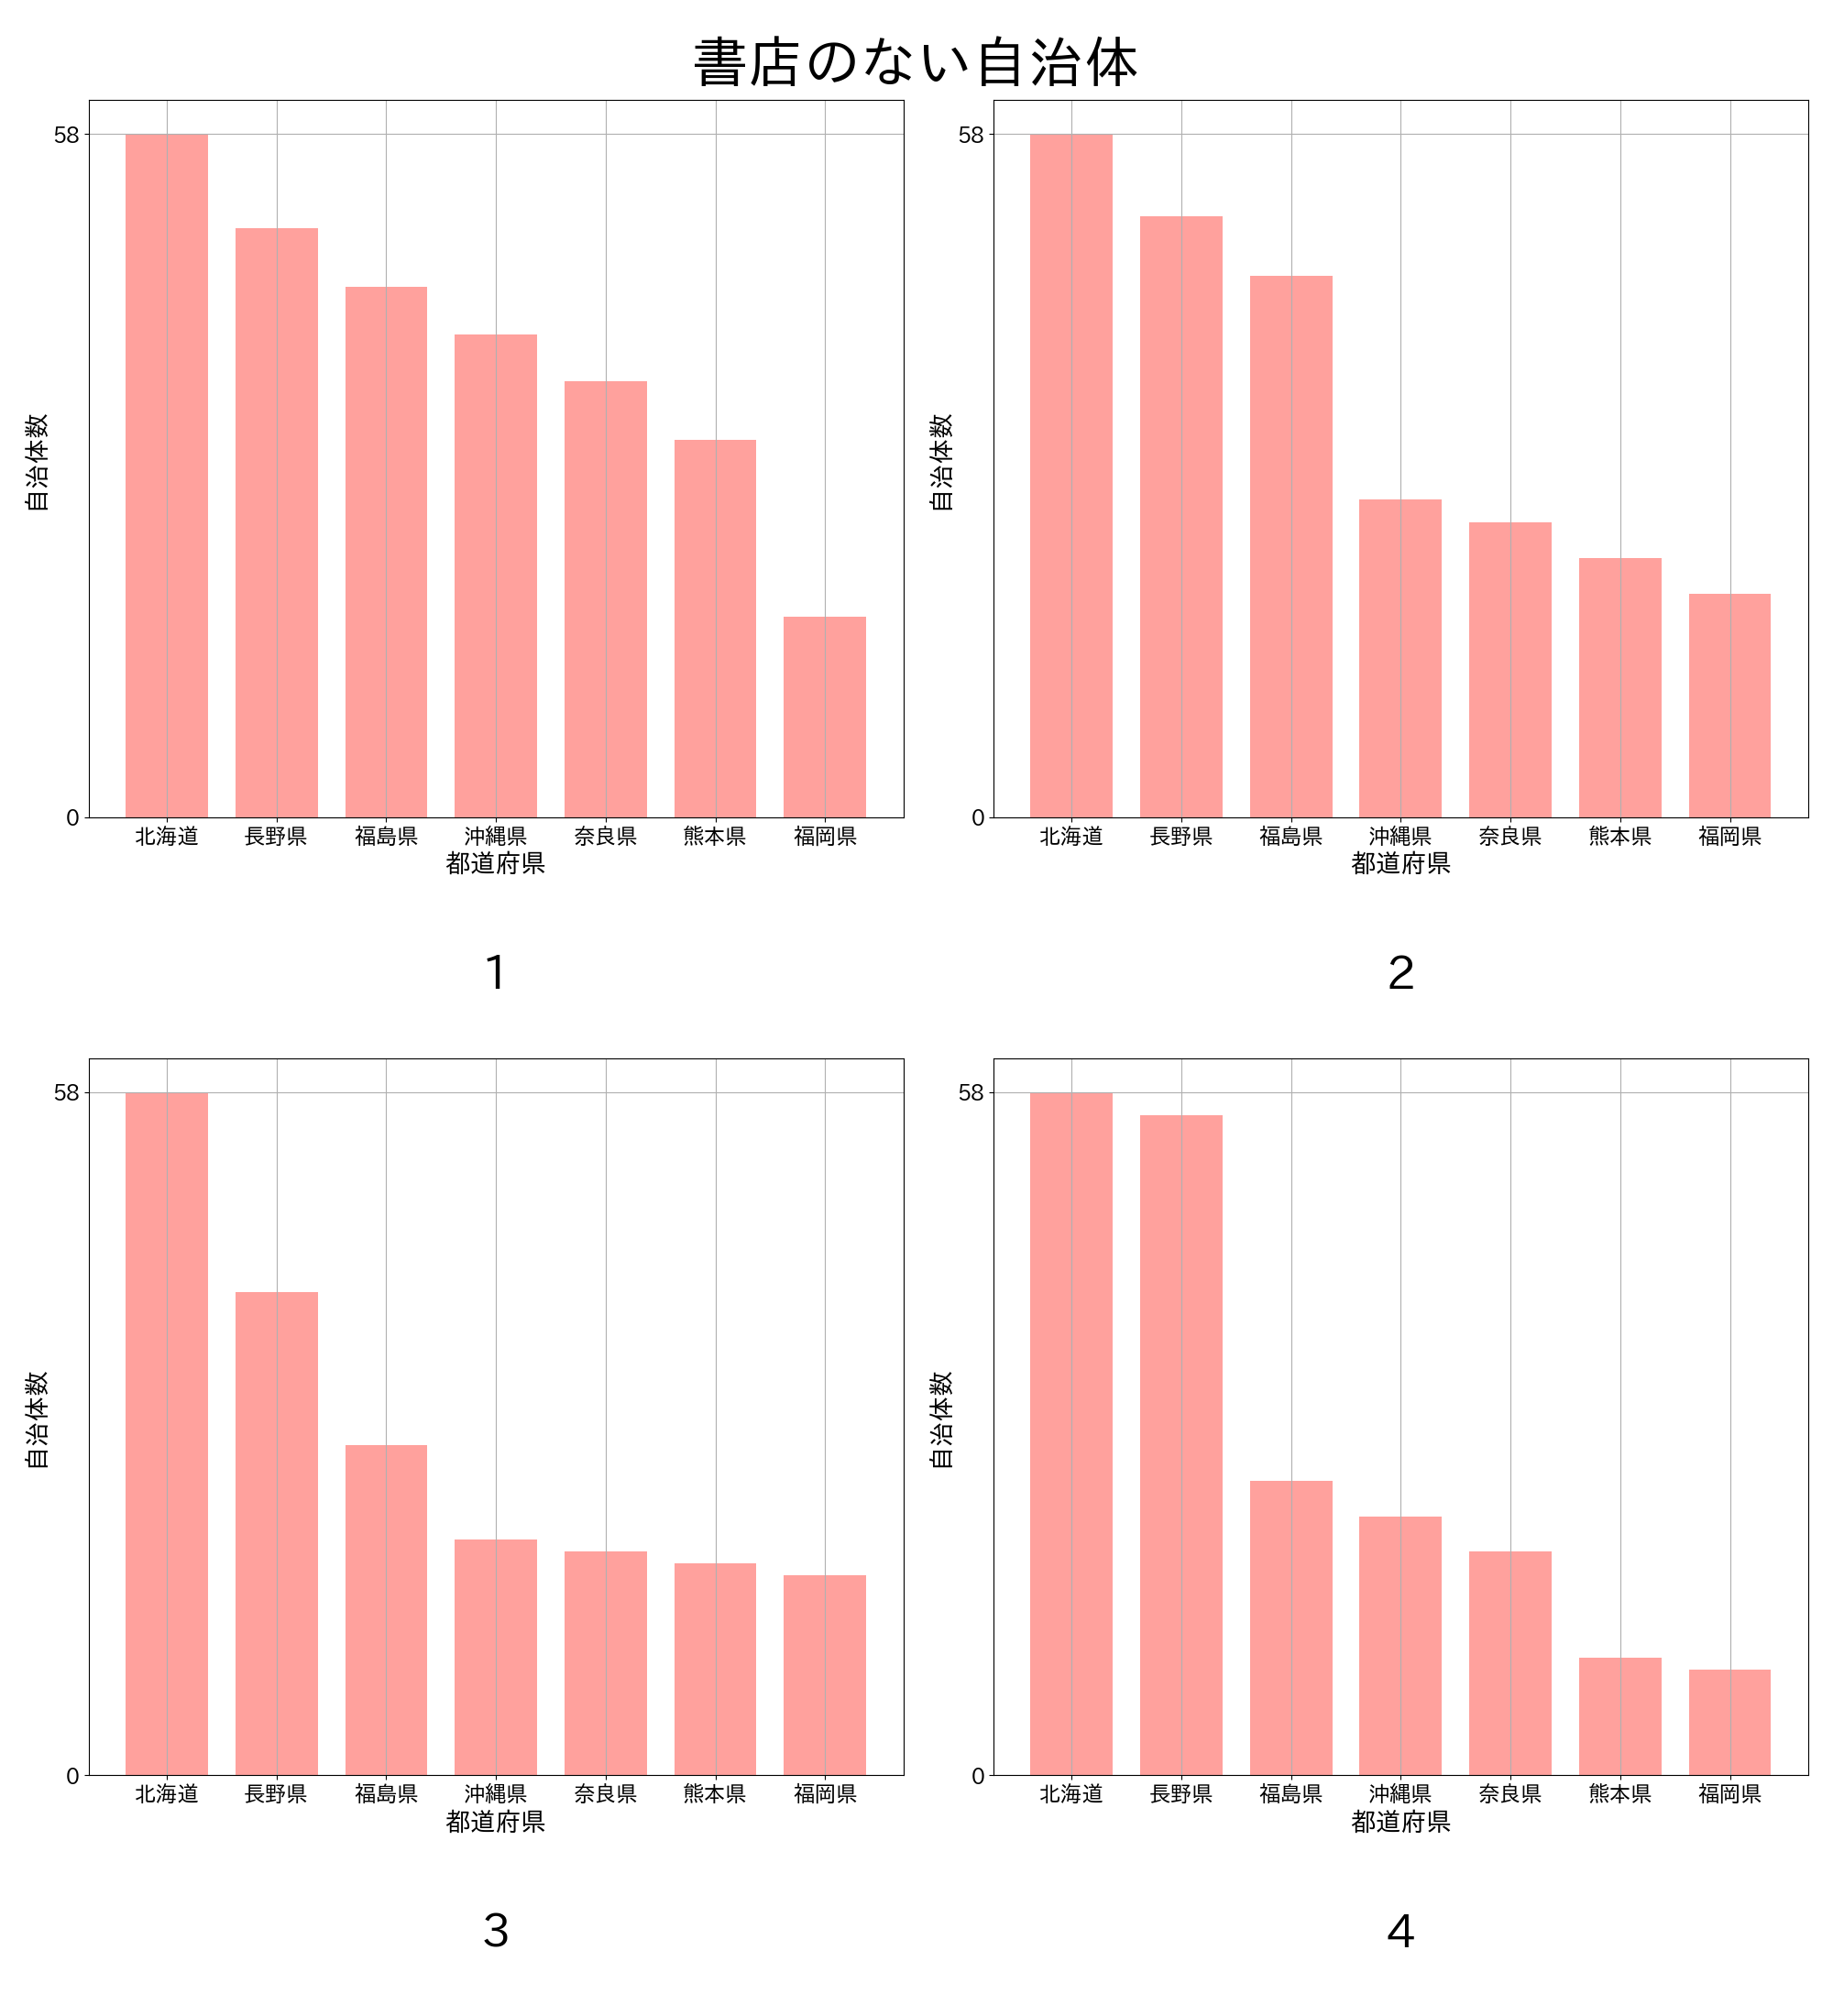 書店のない自治体
58
0
自治体数
北海道 長野県 福島県 沖縄県 奈良県 熊本県 福岡県
都道府県
1
58
0
自治体数
北海道 長野県 福島県 沖縄県 奈良県 熊本県 福岡県
都道府県
2
58
0
自治体数
北海道 長野県 福島県 沖縄県 奈良県 熊本県 福岡県
都道府県
3
58
0
自治体数
北海道 長野県 福島県 沖縄県 奈良県 熊本県 福岡県
都道府県
4